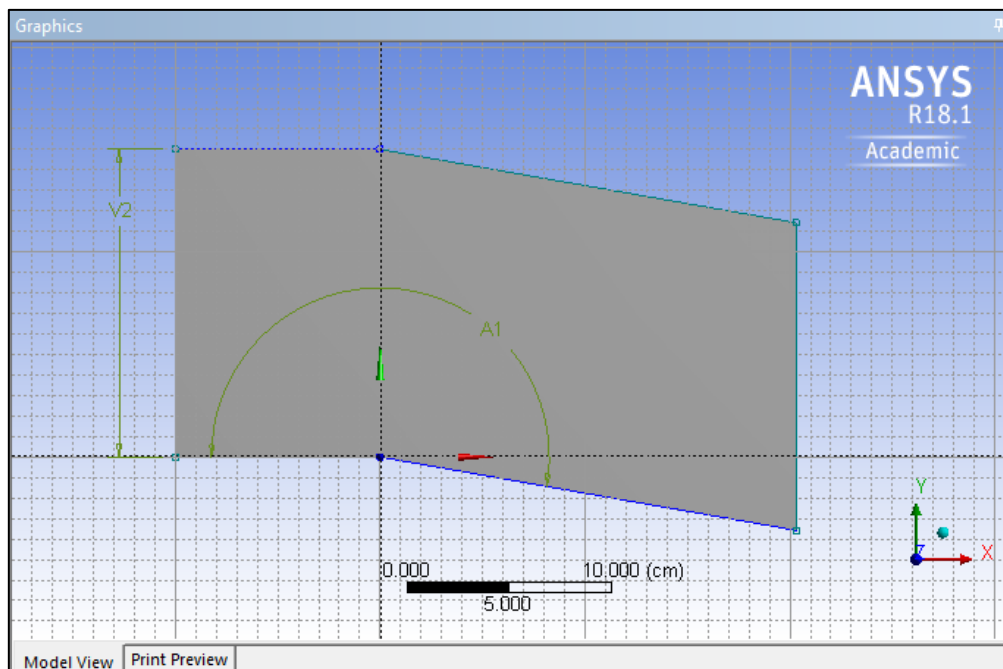 Graphics
ANSYS
R18.1
Academic
V2
A1
Y
0.000 10.000 (cm)
5.000
Z X
Model View Print Preview